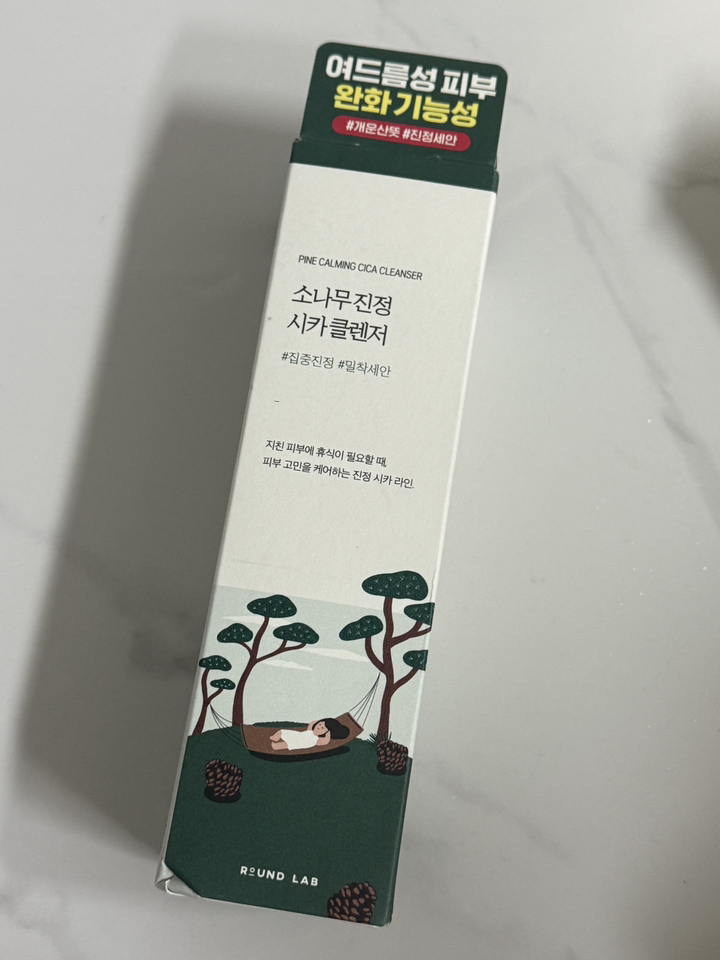 여드름성 피부
완화 기능성
#개운산뜻 #진정세안
PINE CALMING CICA CLEANSER
소나무 진정
시카 클렌저
#집중진정 #밀착세안
지친 피부에 휴식이 필요할 때,
피부 고민을 케어하는 진정 시카 라인.
ROUND LAB